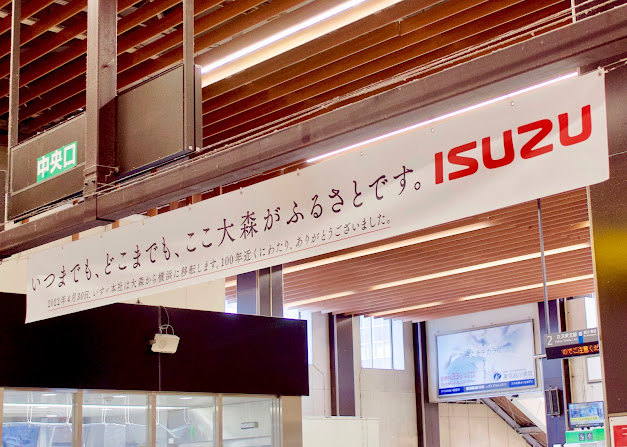 中央口
いつまでも、どこまでも、ここ大森がふるさとです。
ISUZU
2022年4月30日、いすゞ本社は大森から横浜に移転します。100年近くにわたり、ありがとうございました。
2